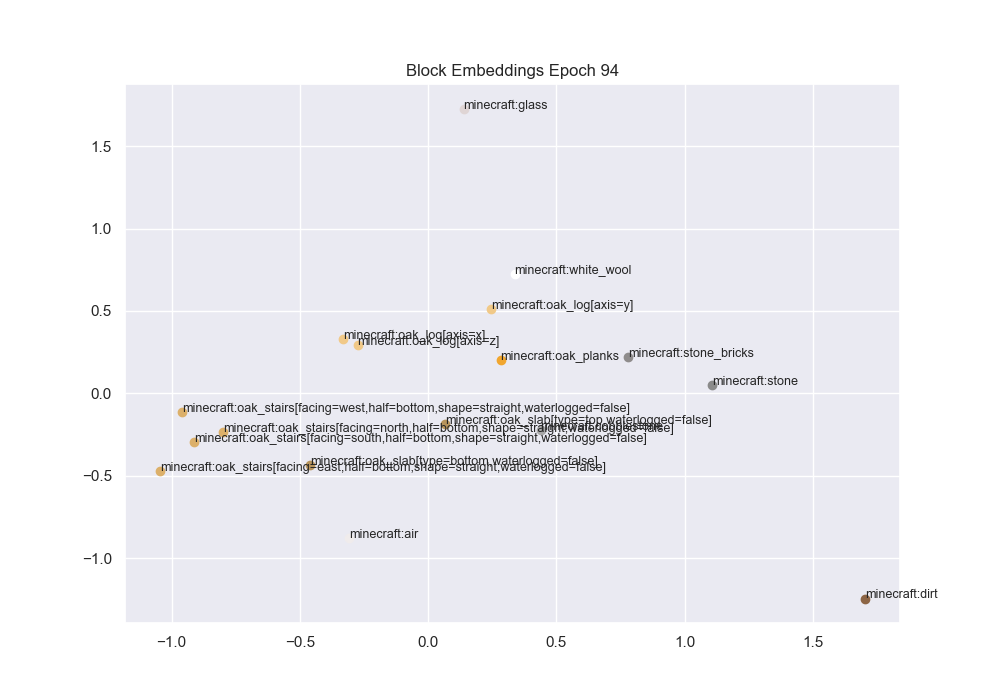 Block Embeddings Epoch 94
minecraft:glass
1.5
1.0
minecraft:white_wool
0.5
minecraft:oak_log[axis=y]
minecraft:oak_log[axis=x]
minecraft:oak_log[axis=z]
minecraft:oak_planks
minecraft:stone_bricks
minecraft:stone
0.0
minecraft:oak_stairs[facing=west,half=bottom,shape=straight,waterlogged=false]
minecraft:oak_slab[type=top,waterlogged=false]
minecraft:oak_stairs[facing=north,half=bottom,shape=straight,waterlogged=false]
minecraft:oak_stairs[facing=south,half=bottom,shape=straight,waterlogged=false]
minecraft:oak_slab[type=bottom,waterlogged=false]
minecraft:oak_stairs[facing=east,half=bottom,shape=straight,waterlogged=false]
−0.5
minecraft:air
−1.0
minecraft:dirt
−1.0 −0.5 0.0 0.5 1.0 1.5